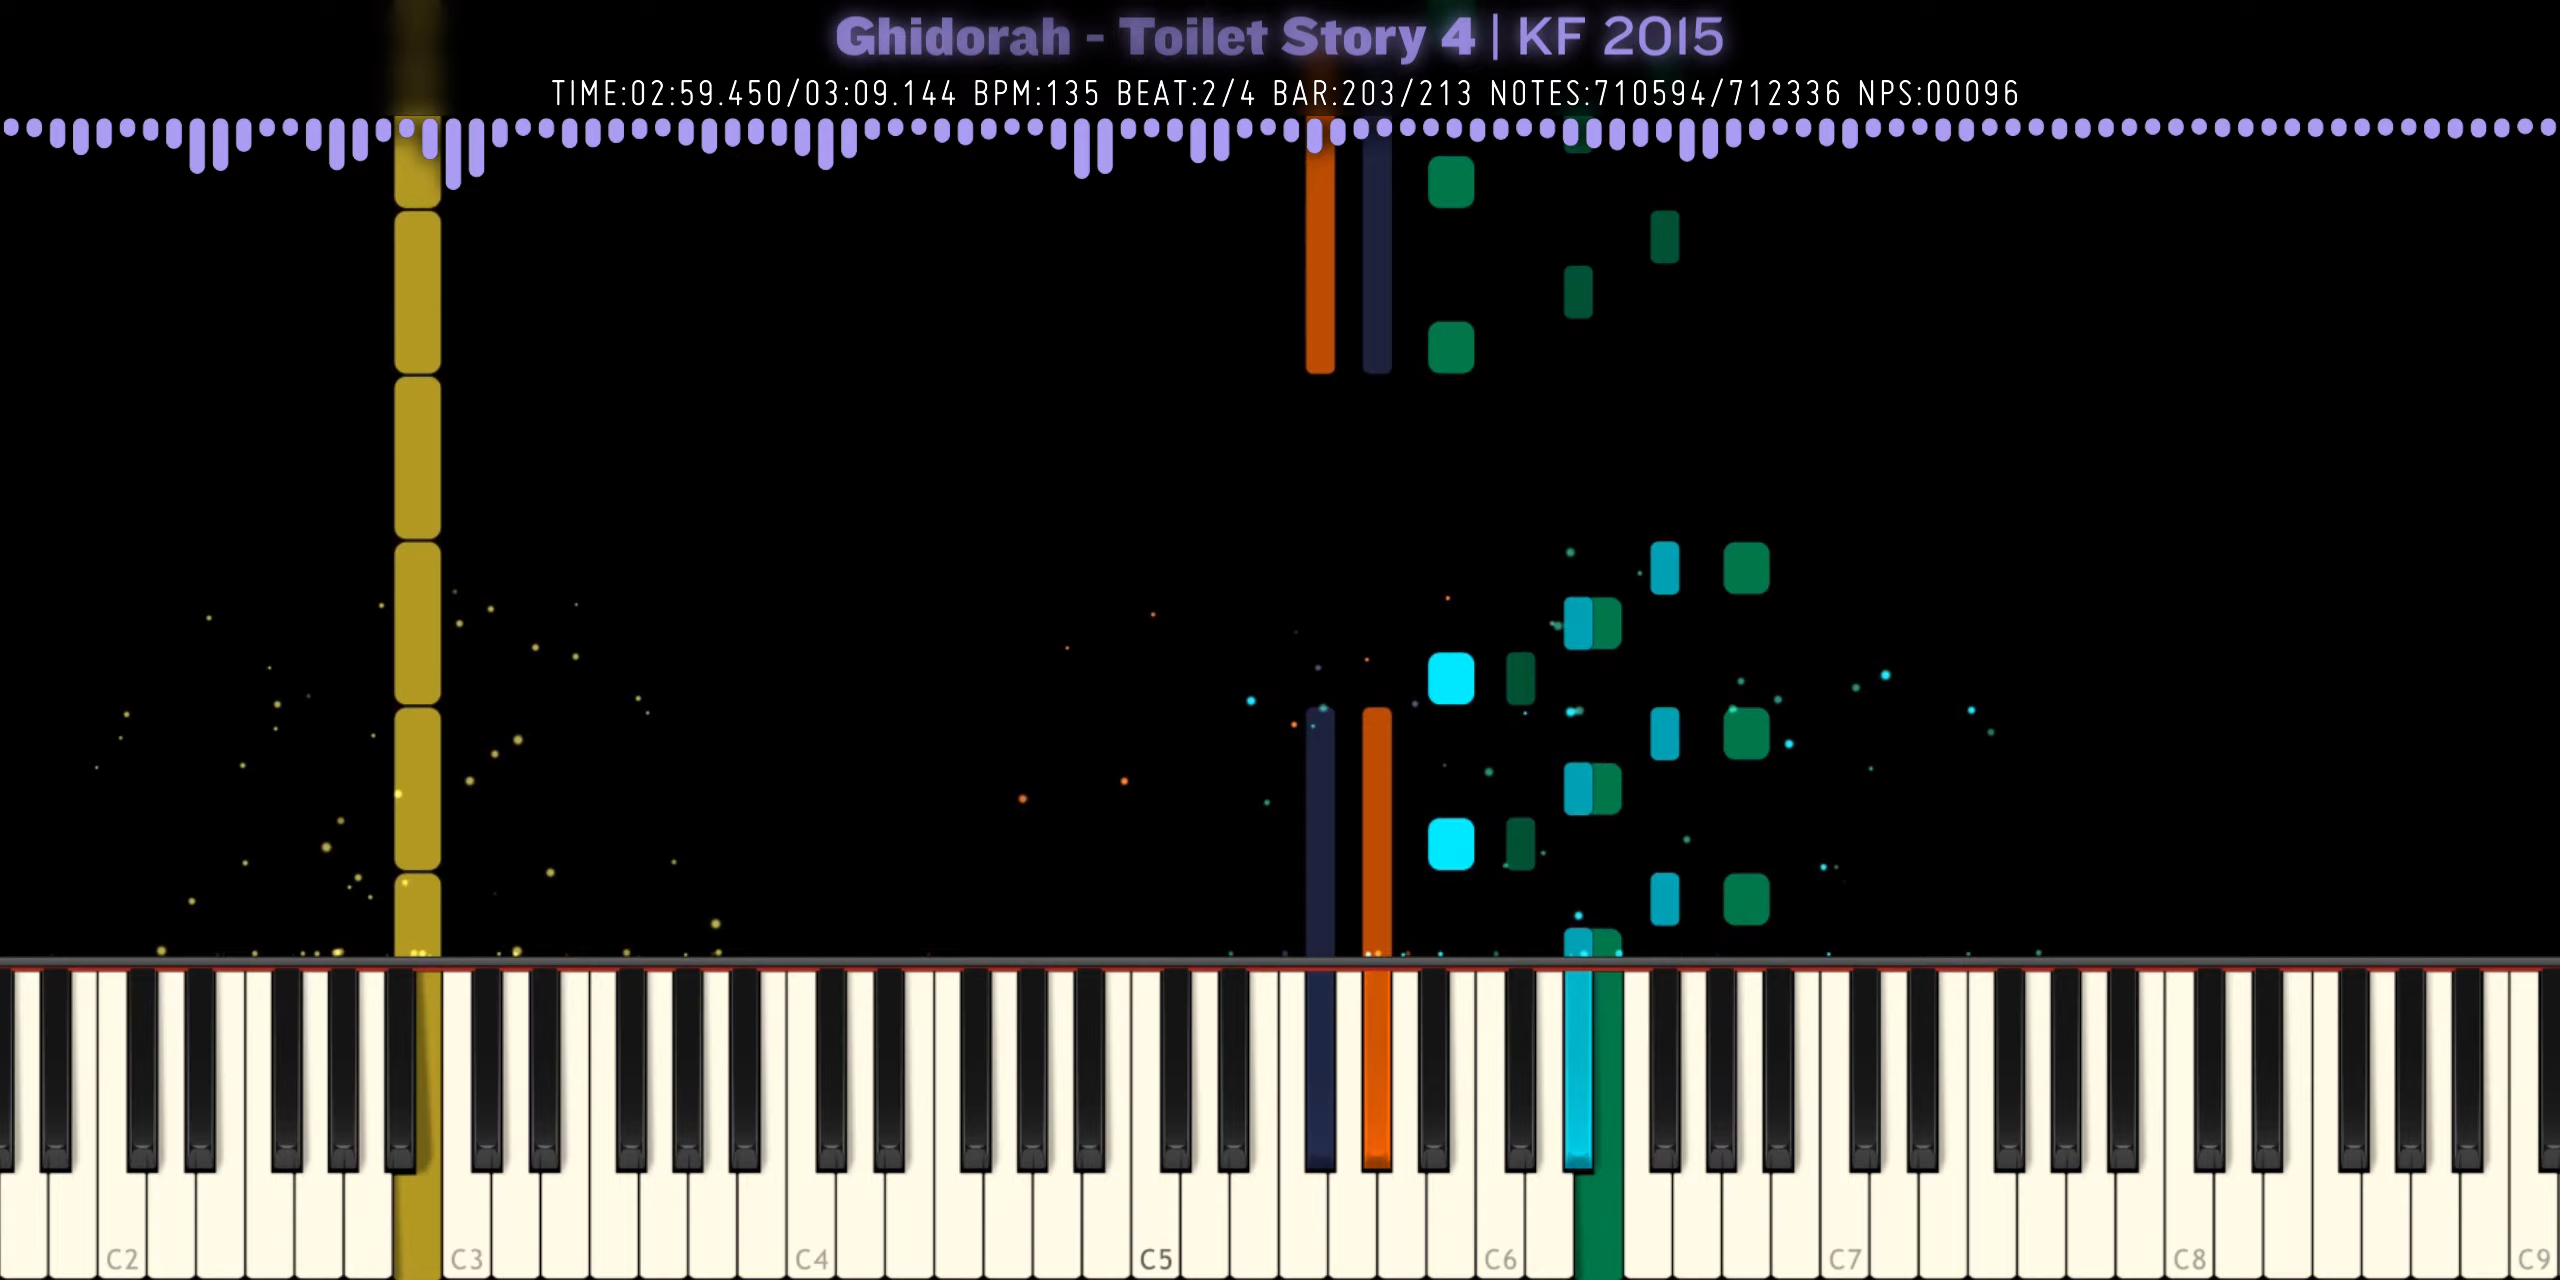 Ghidorah - Toilet Story 4 | KF 2015
TIME:02:59.450/03:09.144 BPM:135 BEAT:2/4 BAR:203/213 NOTES:710594/712336 NPS:00096
C2 C3 C4 C5 C6 C7 C8 C9